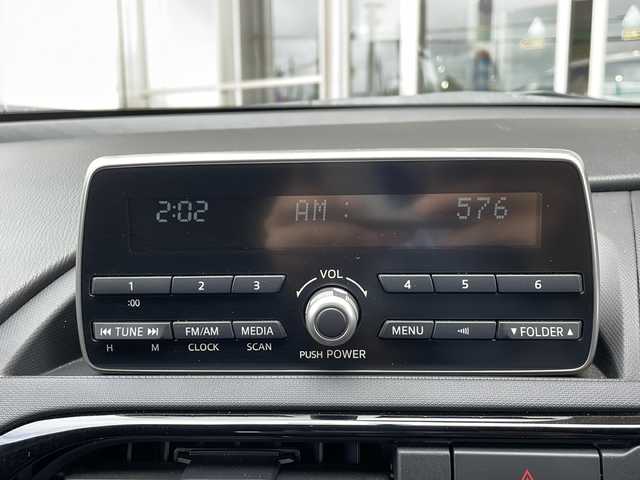 2:02 AM : 576
VOL
1 2 3 4 5 6
:00
TUNE FM/AM MEDIA MENU FOLDER
H M CLOCK SCAN
PUSH POWER